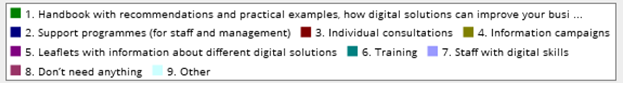 1. Handbook with recommendations and practical examples, how digital solutions can improve your busi ...
2. Support programmes (for staff and management) 3. Individual consultations 4. Information campaigns
5. Leaflets with information about different digital solutions 6. Training 7. Staff with digital skills
8. Don't need anything 9. Other